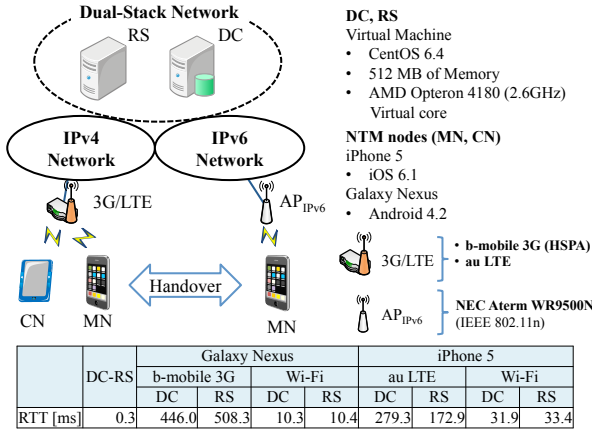 Dual-Stack Network
RS
DC
IPv4
Network
IPv6
Network
3G/LTE
AP IPv6
Handover
CN
MN
MN
DC, RS
Virtual Machine
• CentOS 6.4
• 512 MB of Memory
• AMD Opteron 4180 (2.6GHz)
Virtual core
NTM nodes (MN, CN)
iPhone 5
• iOS 6.1
Galaxy Nexus
• Android 4.2
3G/LTE
• b-mobile 3G (HSPA)
• au LTE
AP IPv6
NEC Aterm WR9500N
(IEEE 802.11n)
DC-RS Galaxy Nexus iPhone 5
b-mobile 3G Wi-Fi au LTE Wi-Fi
DC RS DC RS DC RS DC RS
RTT [ms] 0.3 446.0 508.3 10.3 10.4 279.3 172.9 31.9 33.4